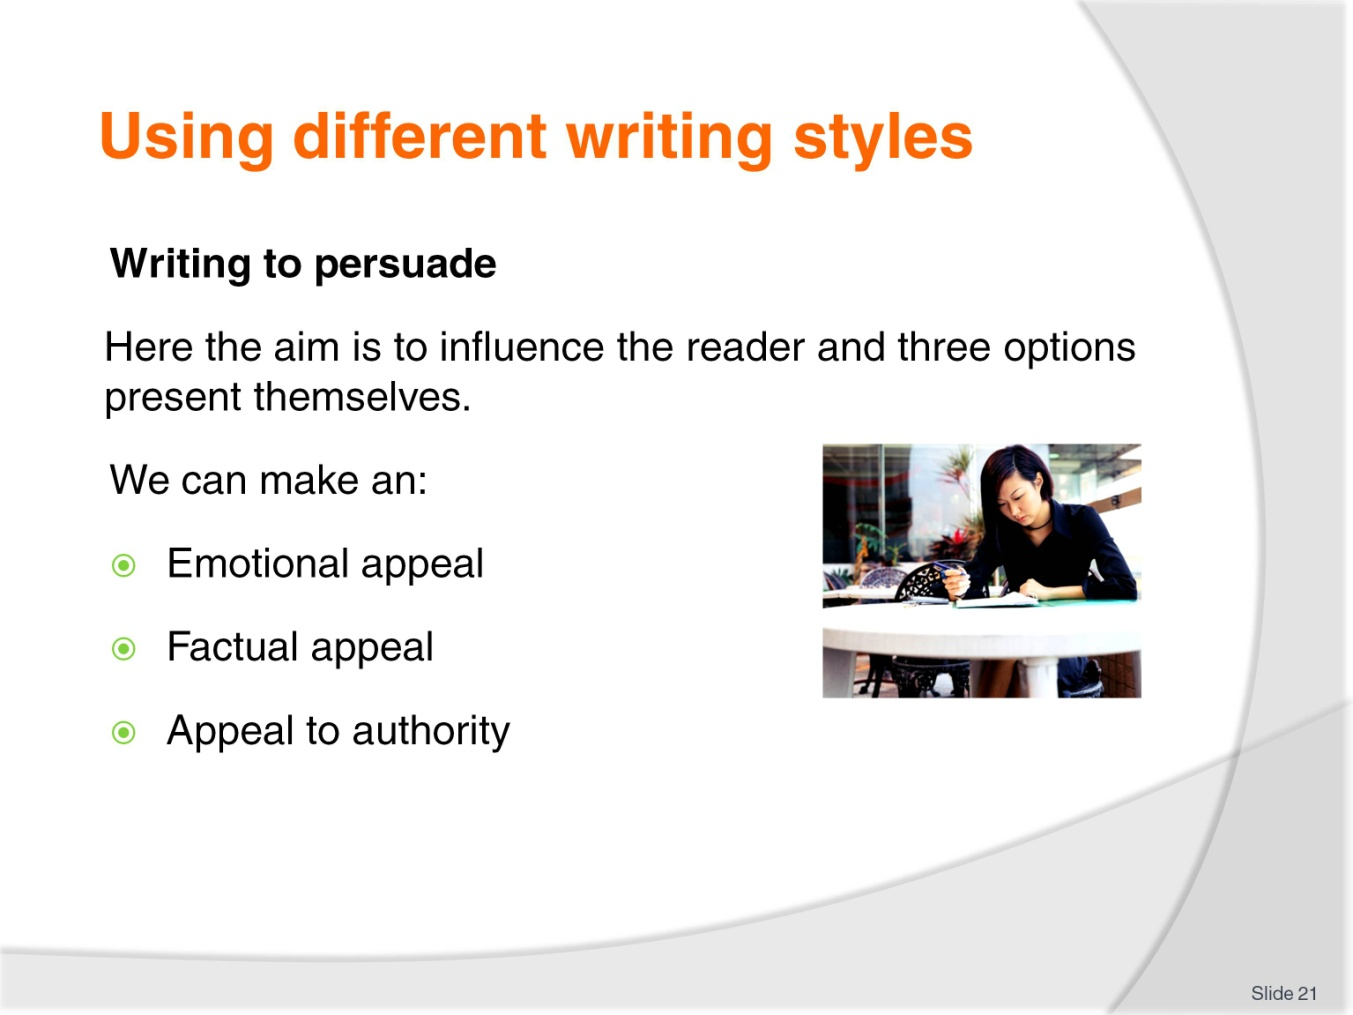 Using different writing styles
Writing to persuade
Here the aim is to influence the reader and three options
present themselves.
We can make an:
Emotional appeal
Factual appeal
Appeal to authority
Slide 21